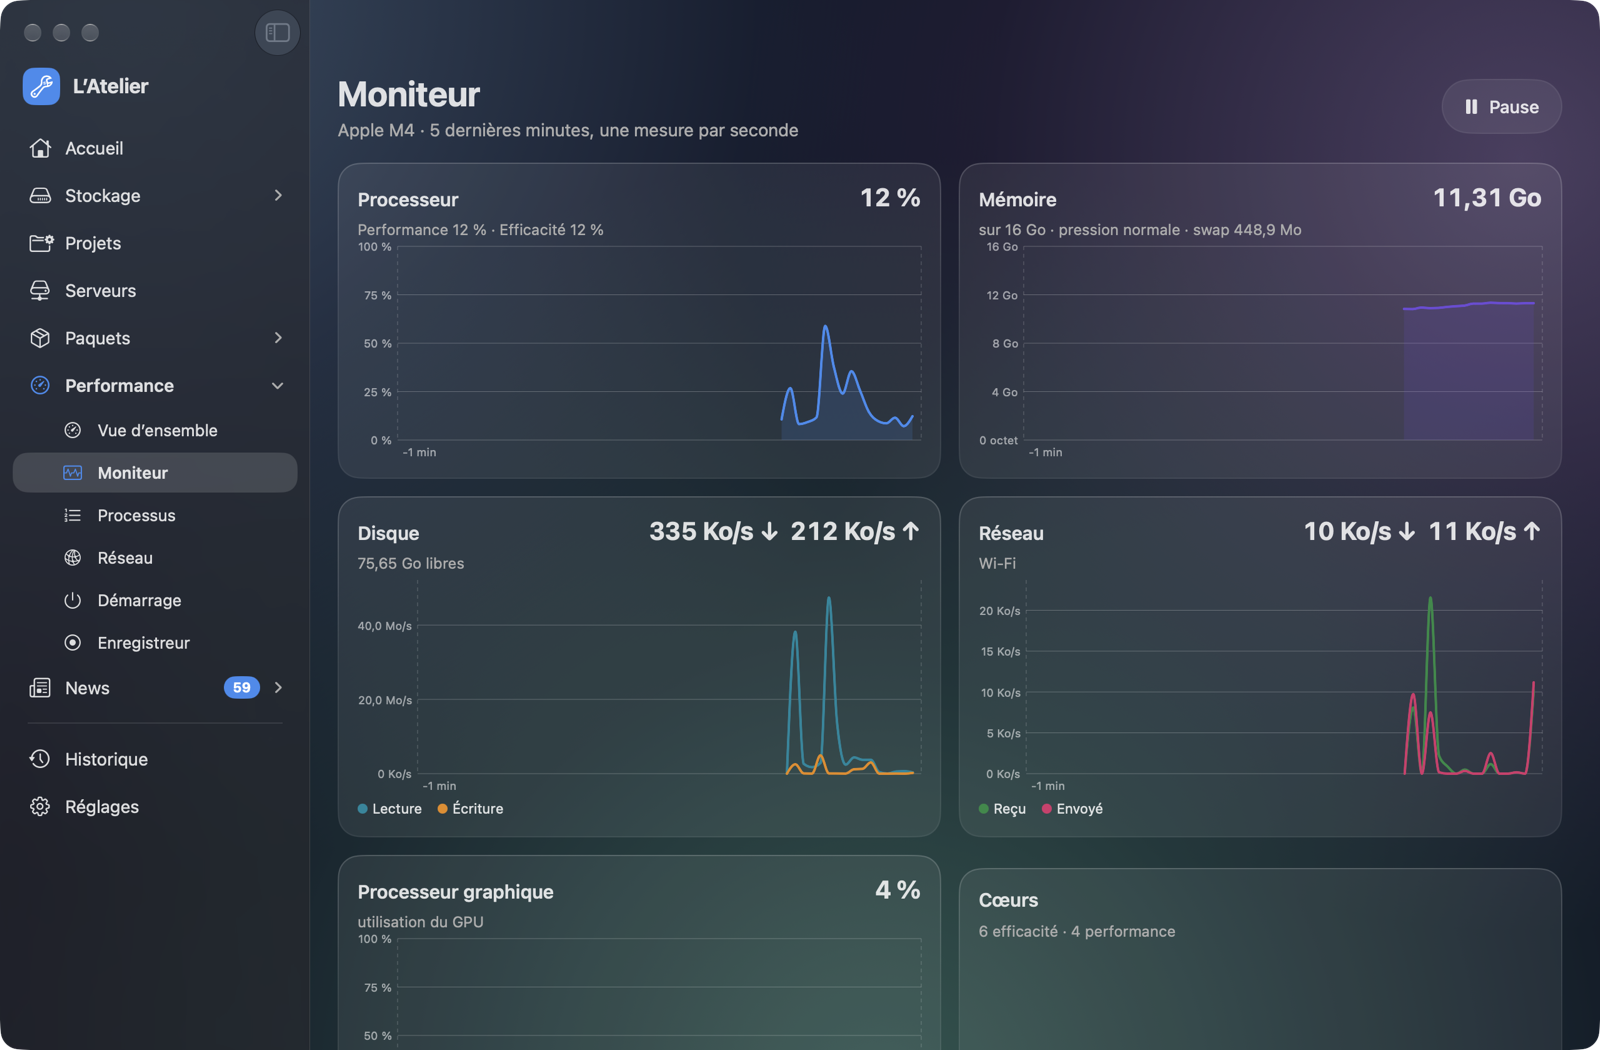 L'Atelier
Accueil
Stockage
Projets
Serveurs
Paquets
Performance
Vue d'ensemble
Moniteur
Processus
Réseau
Démarrage
Enregistreur
News 59
Historique
Réglages
Moniteur
Apple M4 · 5 dernières minutes, une mesure par seconde
Pause
Processeur 12 %
Performance 12 % · Efficacité 12 %
100 %
75 %
50 %
25 %
0 %
-1 min
Mémoire 11,31 Go
sur 16 Go · pression normale · swap 448,9 Mo
16 Go
12 Go
8 Go
4 Go
0 octet
-1 min
Disque 335 Ko/s ↓ 212 Ko/s ↑
75,65 Go libres
40,0 Mo/s
20,0 Mo/s
0 Ko/s
-1 min
Lecture Écriture
Réseau 10 Ko/s ↓ 11 Ko/s ↑
Wi-Fi
20 Ko/s
15 Ko/s
10 Ko/s
5 Ko/s
0 Ko/s
-1 min
Reçu Envoyé
Processeur graphique 4 %
utilisation du GPU
100 %
75 %
50 %
Cœurs
6 efficacité · 4 performance